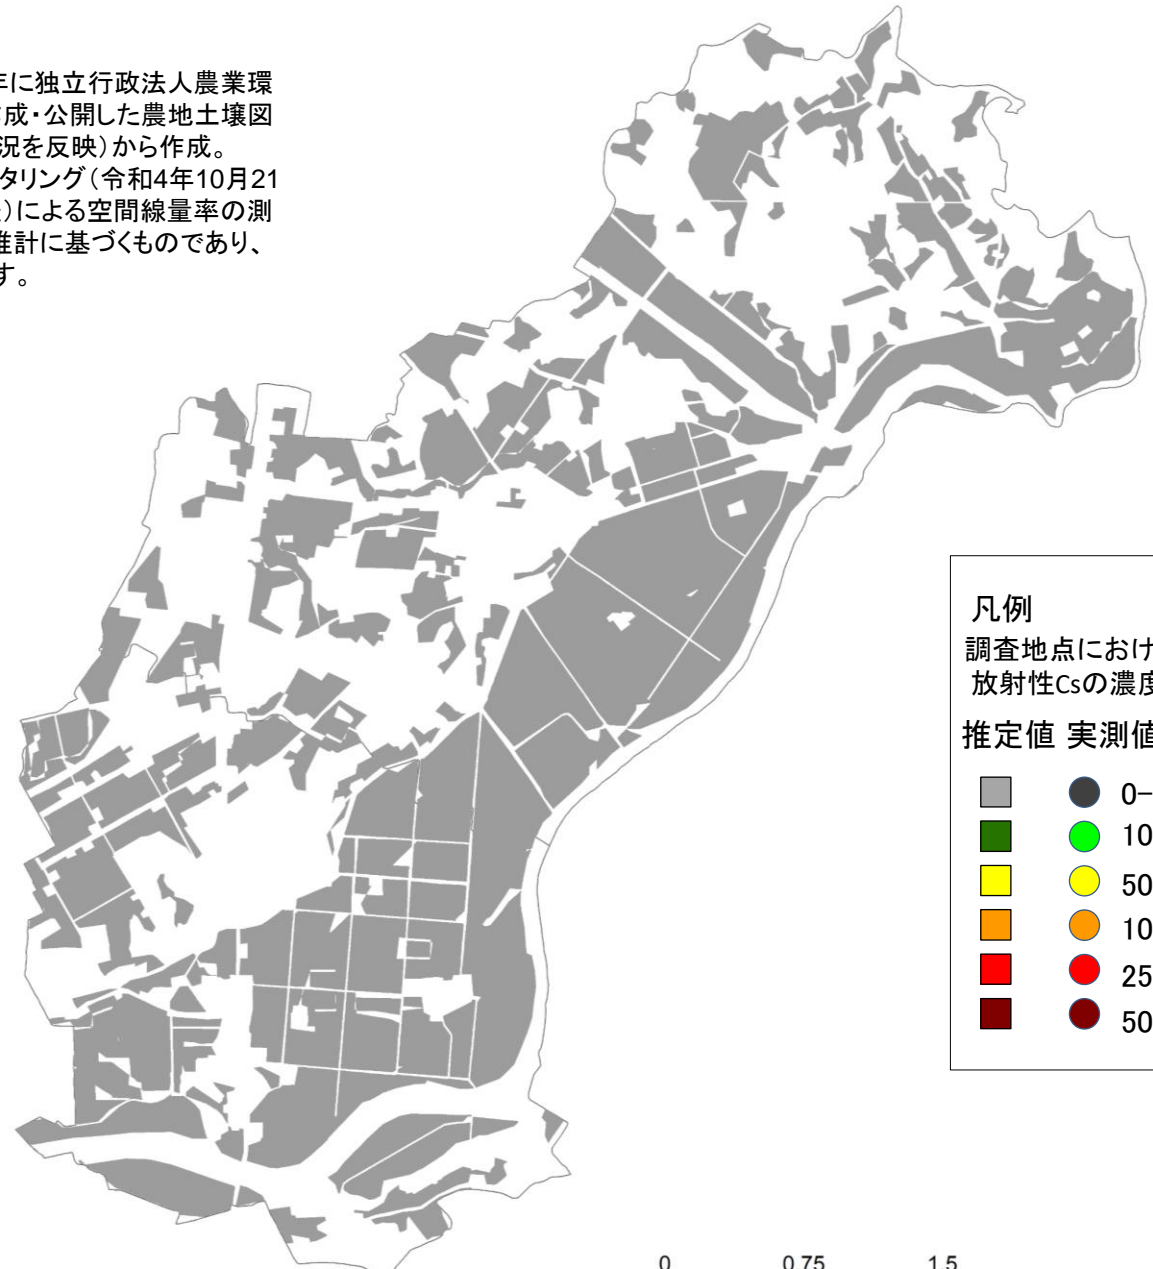 年に独立行政法人農業環
成・公開した農地土壌図
況を反映）から作成。
タリング（令和4年10月21
）による空間線量率の測
推計に基づくものであり、
す。
凡例
調査地点におけ
放射性Csの濃度
推定値 実測値
0-
10
50
10
25
50
0 0.75 1.5